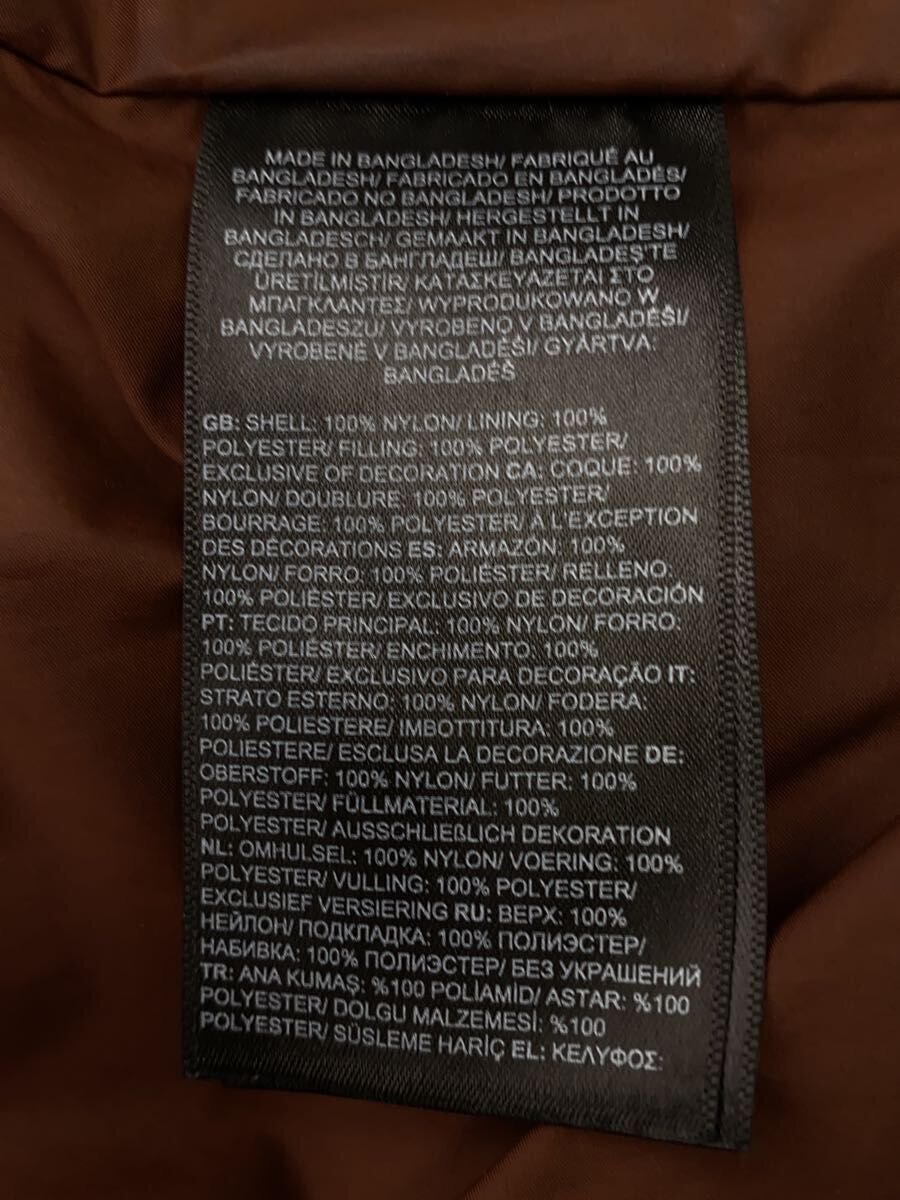 MADE IN BANGLADESH/ FABRIQUÉ AU
BANGLADESH/ FABRICADO EN BANGLADÉS/
FABRICADO NO BANGLADESH/ PRODOTTO
IN BANGLADESH/ HERGESTELLT IN
BANGLADESCH/ GEMAAKT IN BANGLADESH/
СДЕЛАНО В БАНГЛАДЕШ/ BANGLADEŞ'TE
ÜRETİLMİŞTİR/ ΚΑΤΑΣΚΕΥΑΖΕΤΑΙ ΣΤΟ
ΜΠΑΓΚΛΑΝΤΕΣ/ WYPRODUKOWANO W
BANGLADESZU/ VYROBENO V BANGLADÉŠI/
VYROBENÉ V BANGLADÉŠI/ GYÁRTVA:
BANGLADÉS
GB: SHELL: 100% NYLON/ LINING: 100%
POLYESTER/ FILLING: 100% POLYESTER/
EXCLUSIVE OF DECORATION CA: COQUE: 100%
NYLON/ DOUBLURE: 100% POLYESTER/
BOURRAGE: 100% POLYESTER/ À L'EXCEPTION
DES DÉCORATIONS ES: ARMAZÓN: 100%
NYLON/ FORRO: 100% POLIÉSTER/ RELLENO:
100% POLIÉSTER/ EXCLUSIVO DE DECORACIÓN
PT: TECIDO PRINCIPAL: 100% NYLON/ FORRO:
100% POLIÉSTER/ ENCHIMENTO: 100%
POLIÉSTER/ EXCLUSIVO PARA DECORAÇÃO IT:
STRATO ESTERNO: 100% NYLON/ FODERA:
100% POLIESTERE/ IMBOTTITURA: 100%
POLIESTERE/ ESCLUSA LA DECORAZIONE DE:
OBERSTOFF: 100% NYLON/ FUTTER: 100%
POLYESTER/ FÜLLMATERIAL: 100%
POLYESTER/ AUSSCHLIEßLICH DEKORATION
NL: OMHULSEL: 100% NYLON/ VOERING: 100%
POLYESTER/ VULLING: 100% POLYESTER/
EXCLUSIEF VERSIERING RU: ВЕРХ: 100%
НЕЙЛОН/ ПОДКЛАДКА: 100% ПОЛИЭСТЕР/
НАБИВКА: 100% ПОЛИЭСТЕР/ БЕЗ УКРАШЕНИЙ
TR: ANA KUMAŞ: %100 POLİAMİD/ ASTAR: %100
POLYESTER/ DOLGU MALZEMESİ: %100
POLYESTER/ SÜSLEME HARİÇ EL: ΚΕΛΥΦΟΣ: